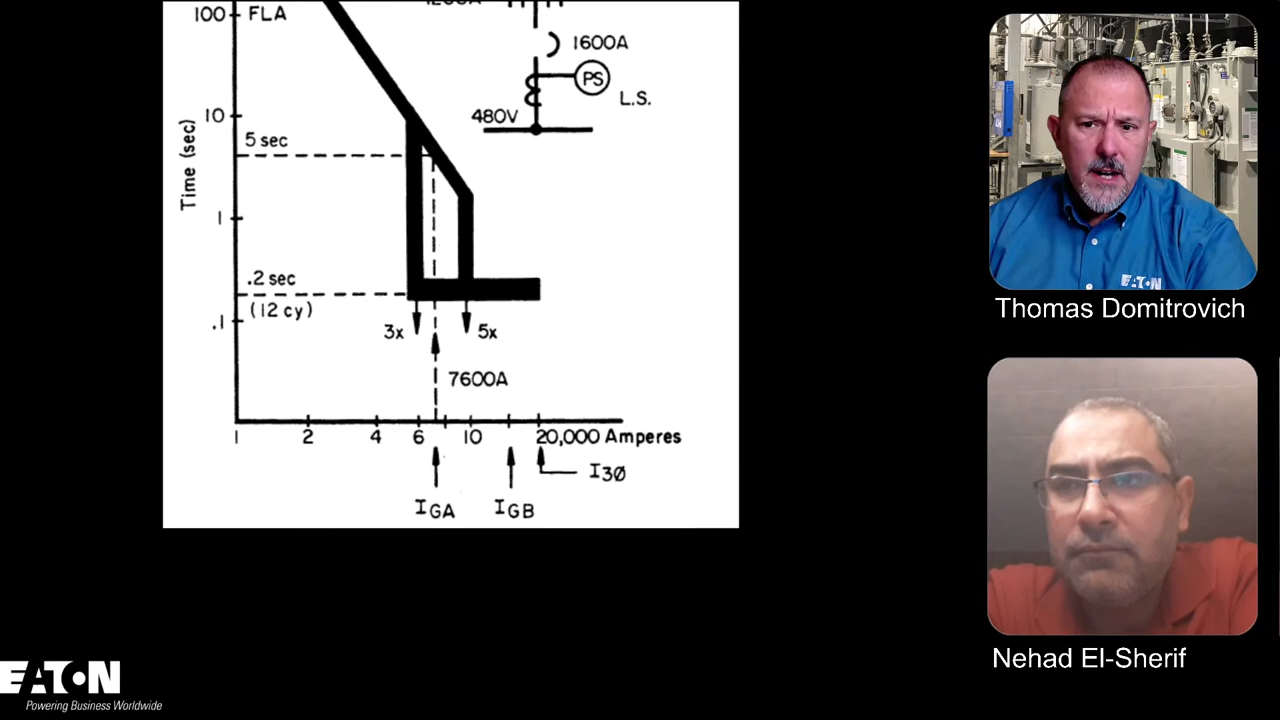 1200A
100 FLA
1600A
PS
L.S.
480V
10
5 sec
Time (sec)
1
.2 sec
(12 cy)
.1
3x
5x
7600A
1 2 4 6 10 20,000 Amperes
I3Ø
IGA IGB
EATON
Thomas Domitrovich
Nehad El-Sherif
EATON
Powering Business Worldwide